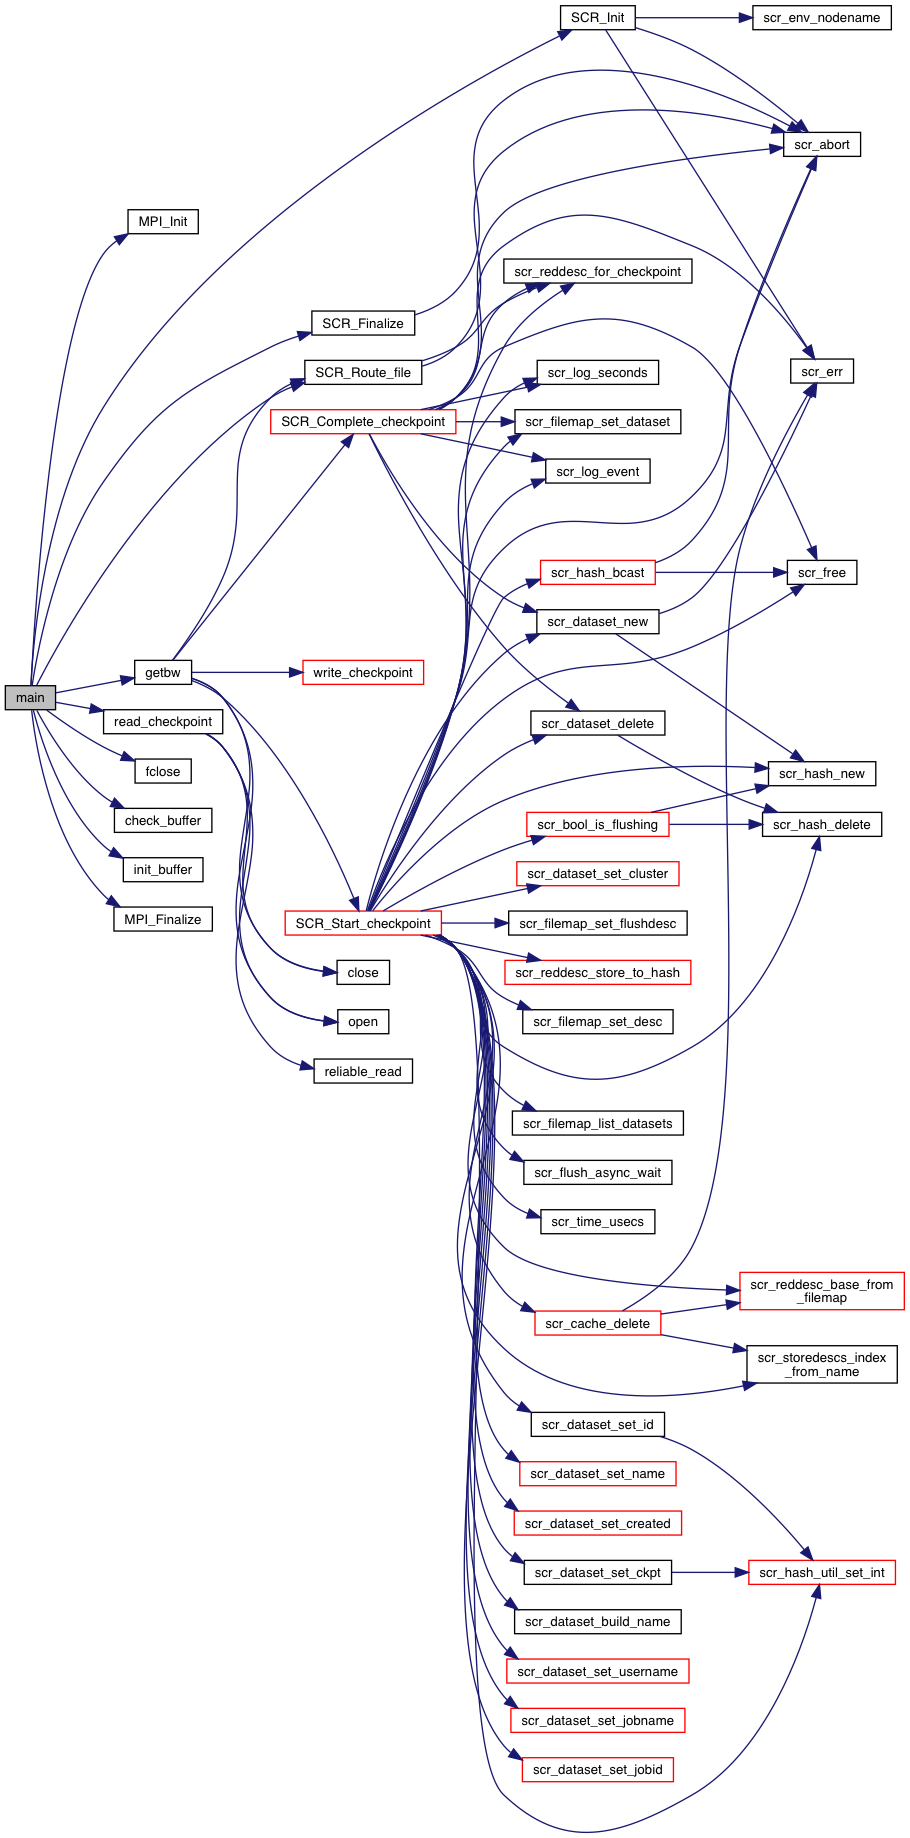 SCR_Init
scr_env_nodename
scr_abort
MPI_Init
scr_reddesc_for_checkpoint
SCR_Finalize
SCR_Route_file
scr_log_seconds
scr_err
SCR_Complete_checkpoint
scr_filemap_set_dataset
scr_log_event
scr_hash_bcast
scr_free
scr_dataset_new
getbw
write_checkpoint
main
read_checkpoint
scr_dataset_delete
fclose
scr_hash_new
check_buffer
scr_bool_is_flushing
scr_hash_delete
init_buffer
scr_dataset_set_cluster
MPI_Finalize
SCR_Start_checkpoint
scr_filemap_set_flushdesc
close
scr_reddesc_store_to_hash
open
scr_filemap_set_desc
reliable_read
scr_filemap_list_datasets
scr_flush_async_wait
scr_time_usecs
scr_reddesc_base_from
_filemap
scr_cache_delete
scr_storedescs_index
_from_name
scr_dataset_set_id
scr_dataset_set_name
scr_dataset_set_created
scr_dataset_set_ckpt
scr_hash_util_set_int
scr_dataset_build_name
scr_dataset_set_username
scr_dataset_set_jobname
scr_dataset_set_jobid